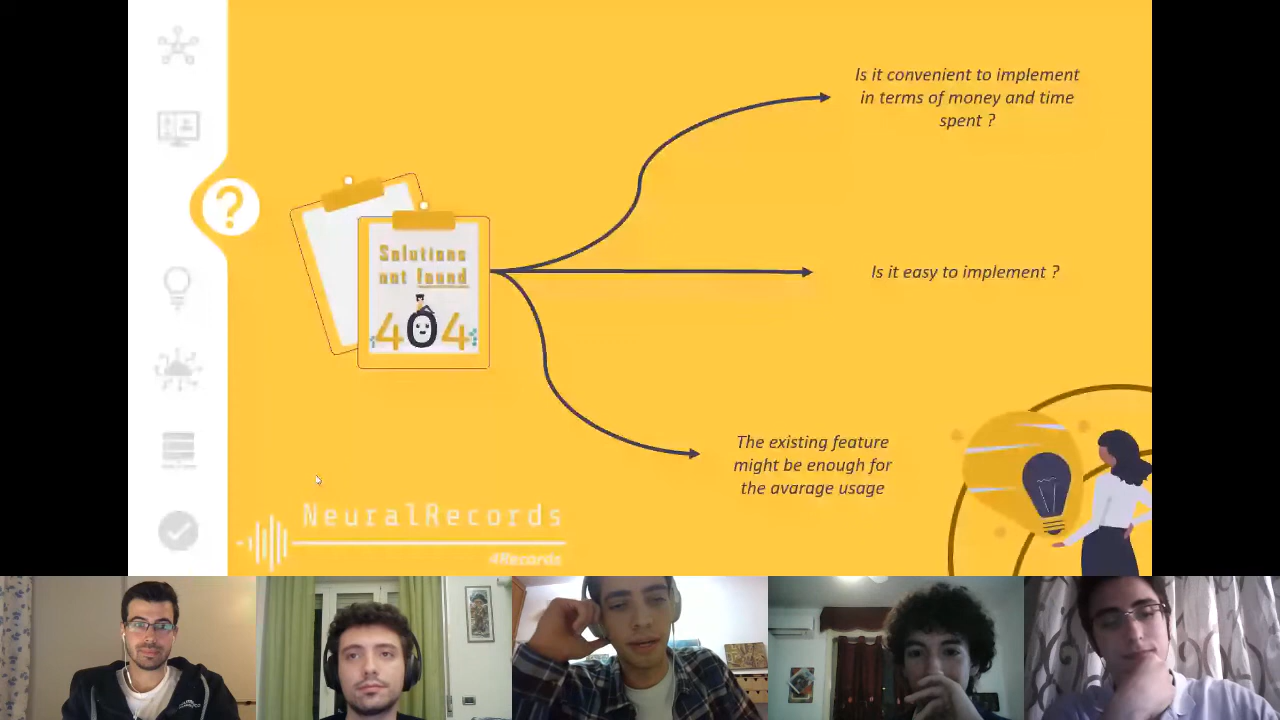 Is it convenient to implement
in terms of money and time
spent ?
Solutions
not found
404
Is it easy to implement ?
The existing feature
might be enough for
the avarage usage
NeuralRecords
4Records